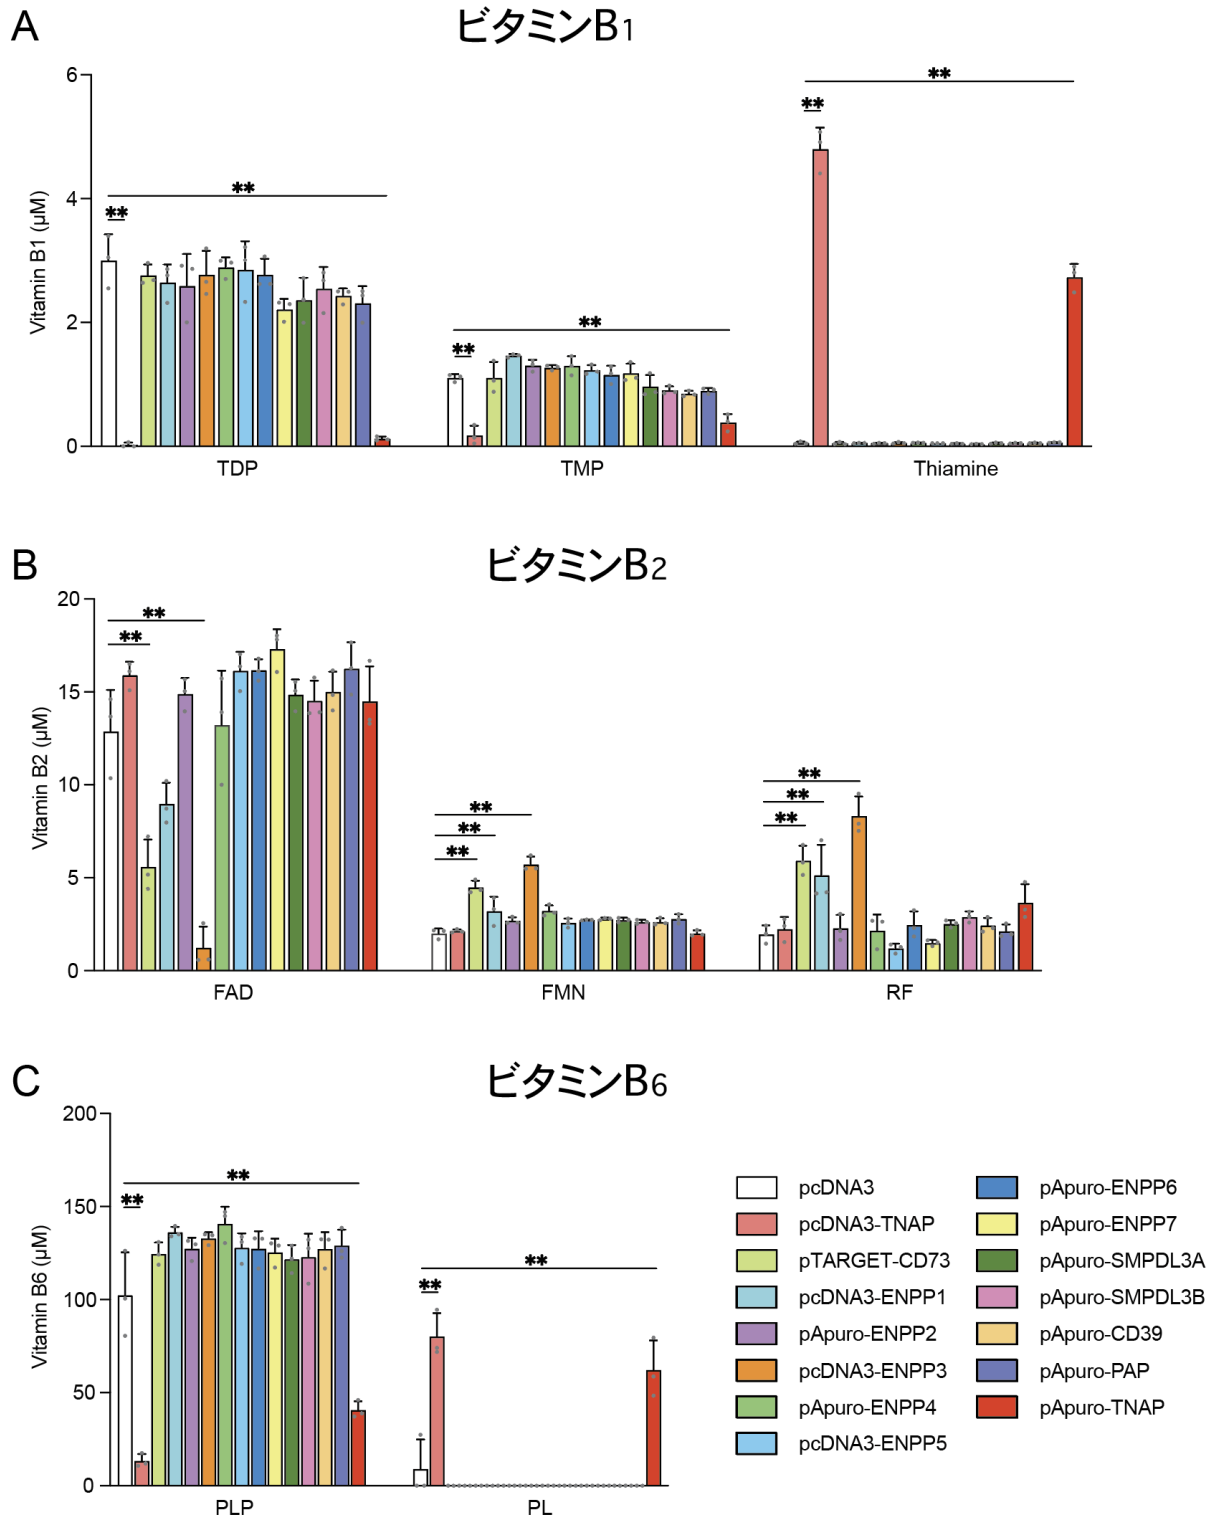 A
ビタミンB1
Vitamin B1 (μM)
6
4
2
0
**
**
**
**
**
**
TDP
TMP
Thiamine
B
ビタミンB2
Vitamin B2 (μM)
20
15
10
5
0
**
**
**
**
**
**
**
**
FAD
FMN
RF
C
ビタミンB6
Vitamin B6 (μM)
200
150
100
50
0
**
**
**
**
PLP
PL
pcDNA3
pcDNA3-TNAP
pTARGET-CD73
pcDNA3-ENPP1
pApuro-ENPP2
pcDNA3-ENPP3
pApuro-ENPP4
pcDNA3-ENPP5
pApuro-ENPP6
pApuro-ENPP7
pApuro-SMPDL3A
pApuro-SMPDL3B
pApuro-CD39
pApuro-PAP
pApuro-TNAP